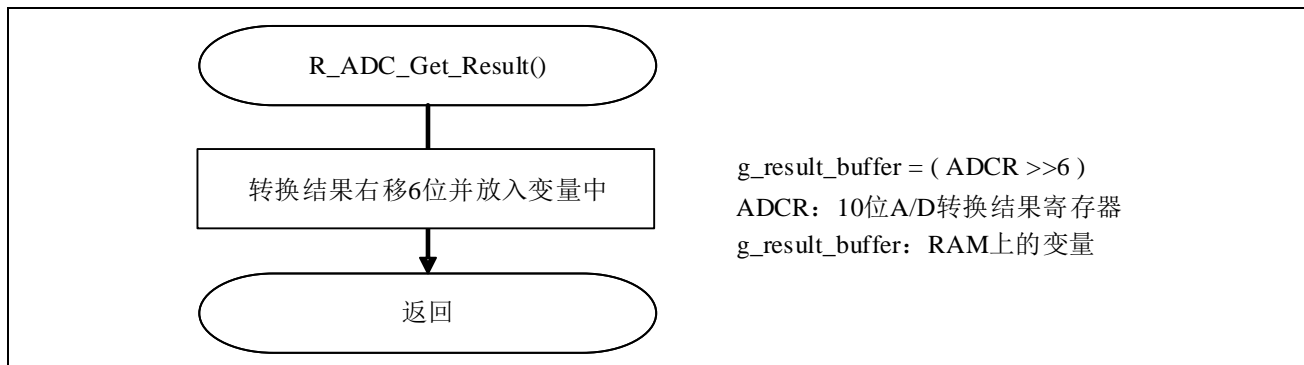 R_ADC_Get_Result()
转换结果右移6位并放入变量中
g_result_buffer = ( ADCR >>6 )
ADCR：10位A/D转换结果寄存器
g_result_buffer：RAM上的变量
返回